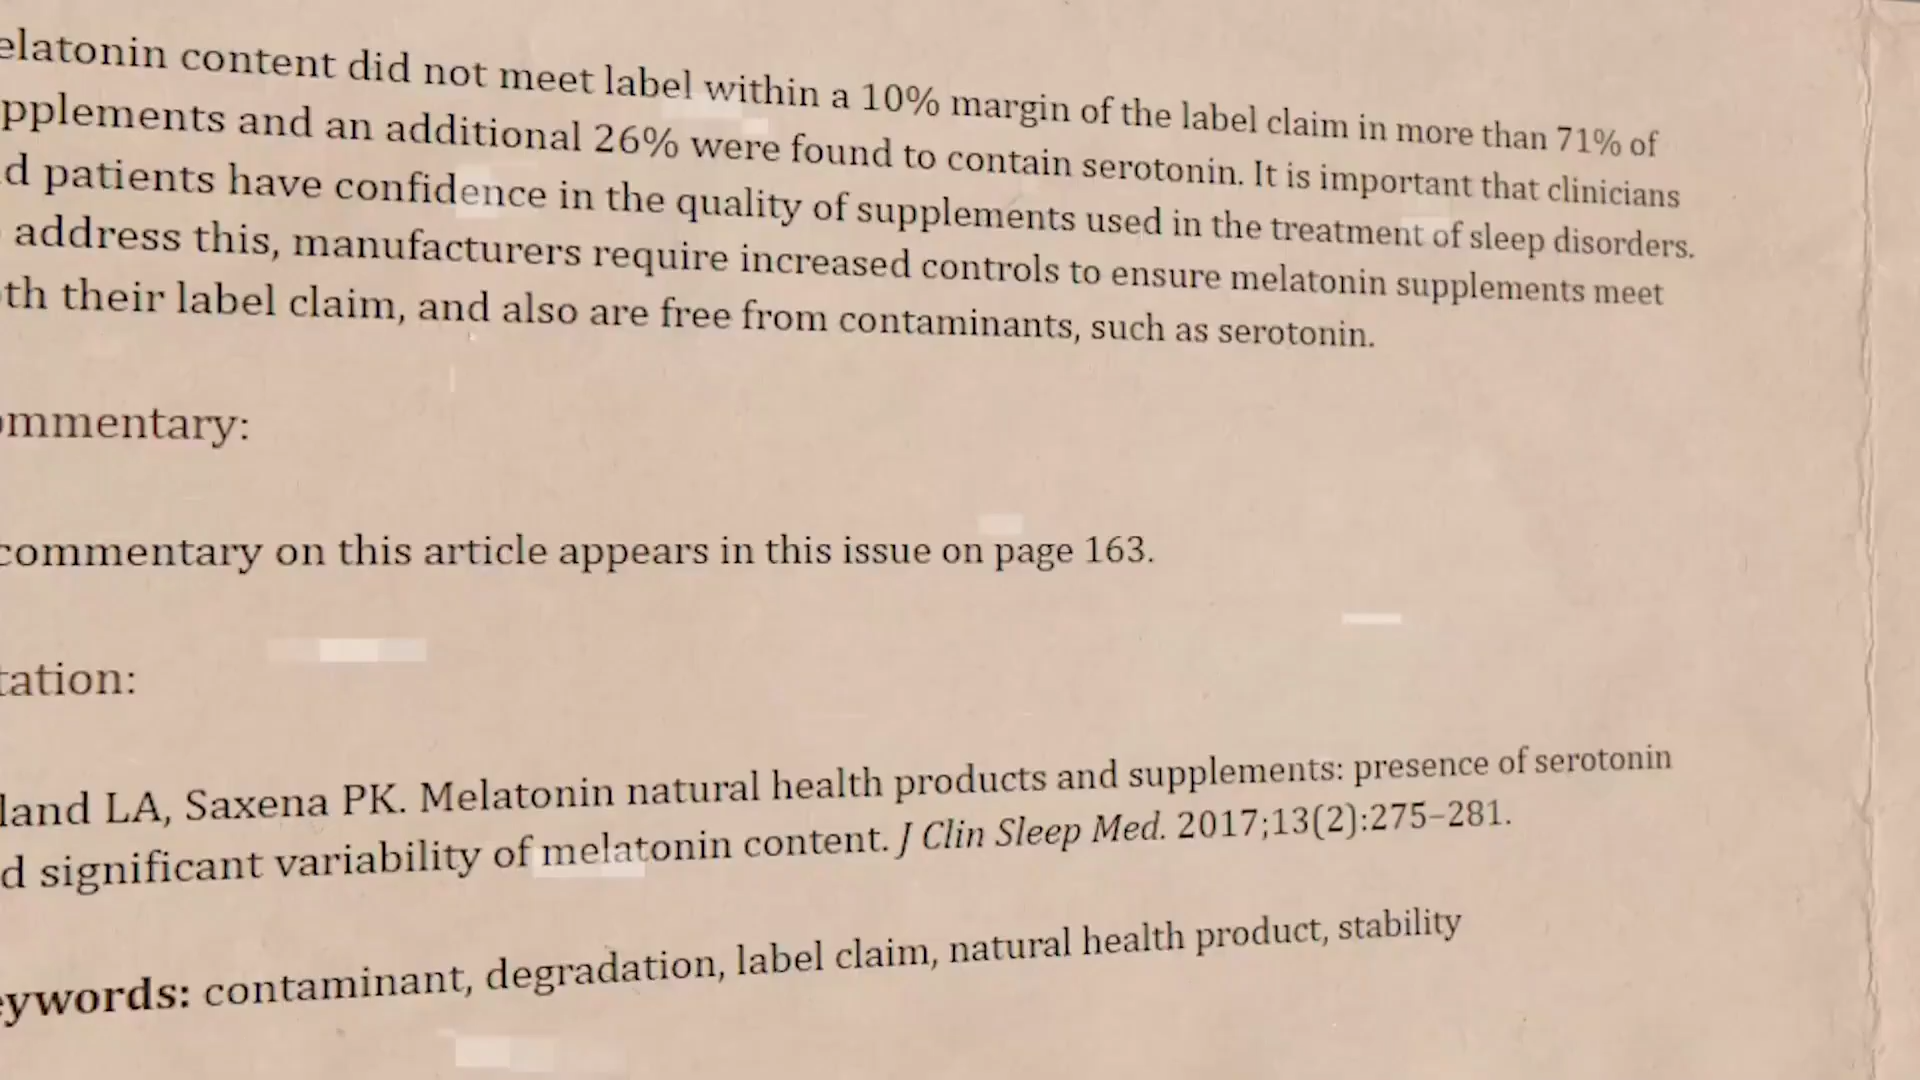 elatonin content did not meet label within a 10% margin of the label claim in more than 71% of
pplements and an additional 26% were found to contain serotonin. It is important that clinicians
d patients have confidence in the quality of supplements used in the treatment of sleep disorders.
address this, manufacturers require increased controls to ensure melatonin supplements meet
th their label claim, and also are free from contaminants, such as serotonin.
ommentary:
commentary on this article appears in this issue on page 163.
tation:
land LA, Saxena PK. Melatonin natural health products and supplements: presence of serotonin
d significant variability of melatonin content. J Clin Sleep Med. 2017;13(2):275–281.
eywords: contaminant, degradation, label claim, natural health product, stability